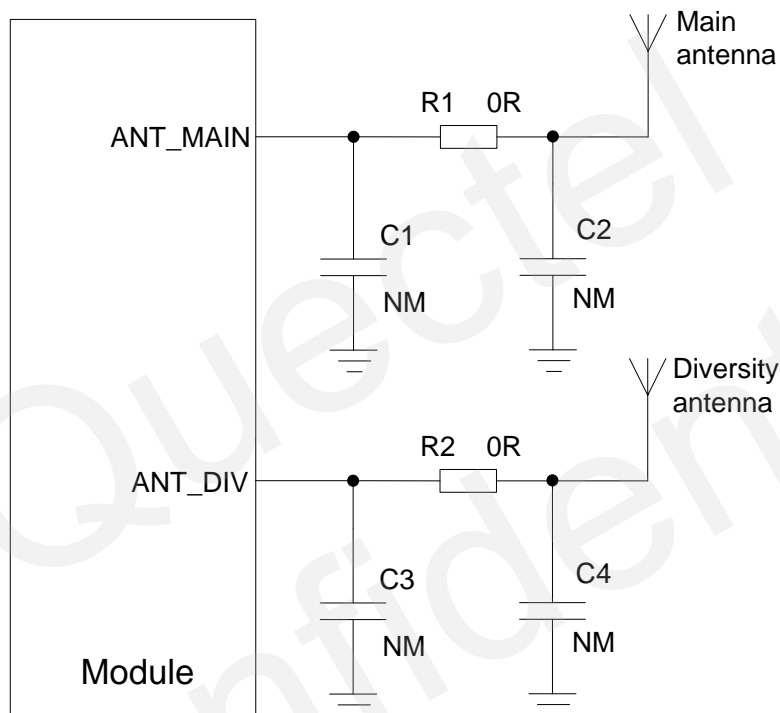 Main
antenna
R1 0R
ANT_MAIN
C1
C2
NM
NM
Diversity
antenna
R2 0R
ANT_DIV
C3
C4
NM
NM
Module
Quectel